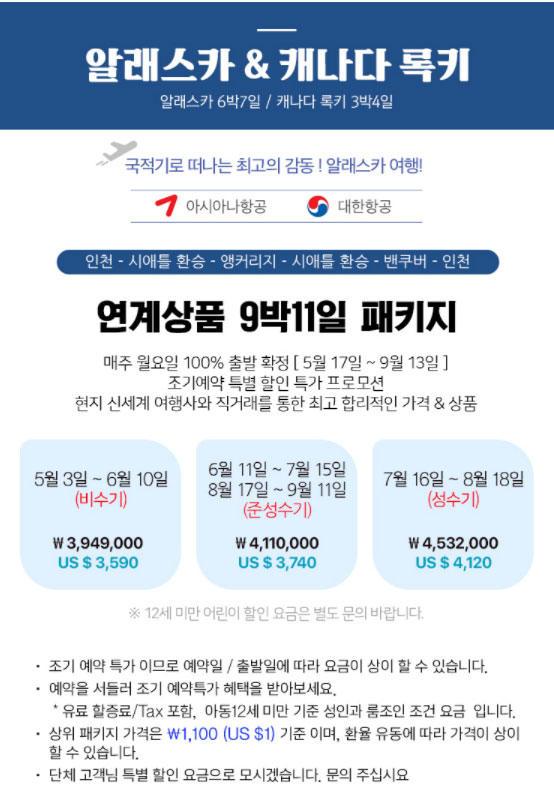 알래스카 & 캐나다 록키
알래스카 6박7일 / 캐나다 록키 3박4일
국적기로 떠나는 최고의 감동 ! 알래스카 여행!
아시아나항공 대한항공
인천 - 시애틀 환승 - 앵커리지 - 시애틀 환승 - 밴쿠버 - 인천
연계상품 9박11일 패키지
매주 월요일 100% 출발 확정 [ 5월 17일 ~ 9월 13일 ]
조기예약 특별 할인 특가 프로모션
현지 신세계 여행사와 직거래를 통한 최고 합리적인 가격 & 상품
5월 3일 ~ 6월 10일
(비수기)
₩ 3,949,000
US $ 3,590
6월 11일 ~ 7월 15일
8월 17일 ~ 9월 11일
(준성수기)
₩ 4,110,000
US $ 3,740
7월 16일 ~ 8월 18일
(성수기)
₩ 4,532,000
US $ 4,120
※ 12세 미만 어린이 할인 요금은 별도 문의 바랍니다.
· 조기 예약 특가 이므로 예약일 / 출발일에 따라 요금이 상이 할 수 있습니다.
· 예약을 서둘러 조기 예약특가 혜택을 받아보세요.
* 유료 할증료/Tax 포함, 아동12세 미만 기준 성인과 룸조인 조건 요금 입니다.
· 상위 패키지 가격은 ₩1,100 (US $1) 기준 이며, 환율 유동에 따라 가격이 상이
할 수 있습니다.
· 단체 고객님 특별 할인 요금으로 모시겠습니다. 문의 주십시요